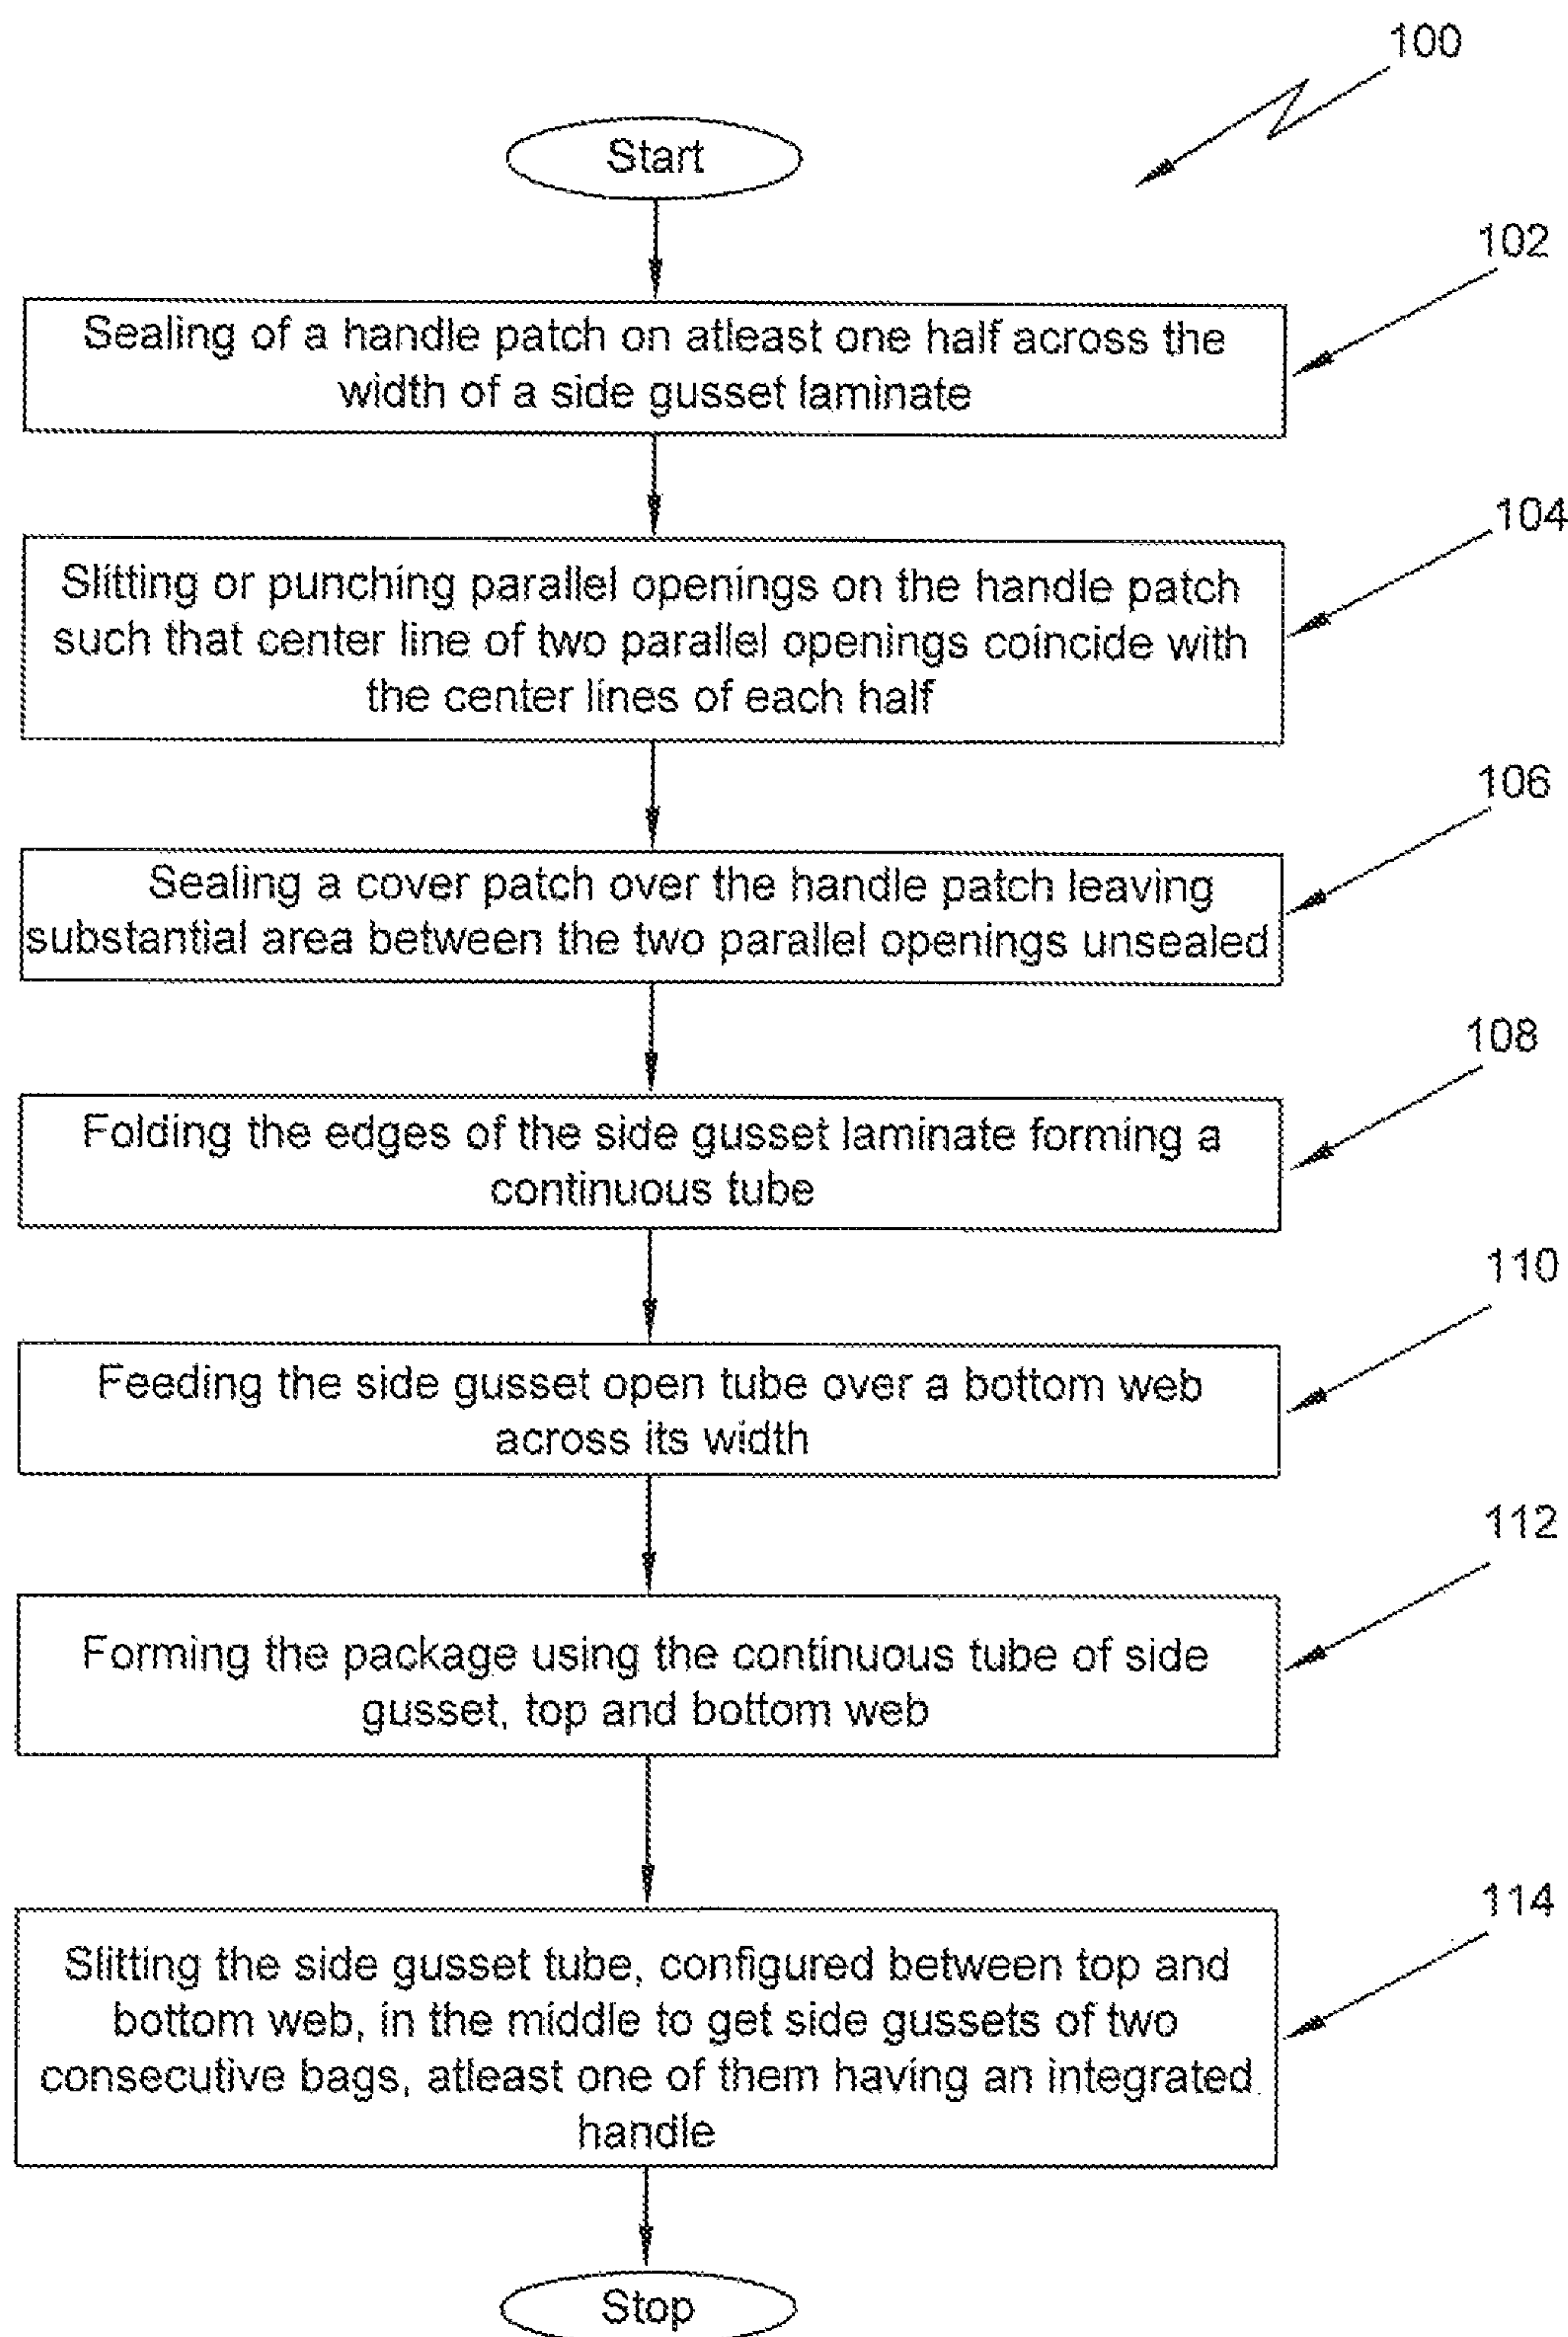 100
Start
102
Sealing of a handle patch on atleast one half across the
width of a side gusset laminate
104
Slitting or punching parallel openings on the handle patch
such that center line of two parallel openings coincide with
the center lines of each half
106
Sealing a cover patch over the handle patch leaving
substantial area between the two parallel openings unsealed
108
Folding the edges of the side gusset laminate forming a
continuous tube
110
Feeding the side gusset open tube over a bottom web
across its width
112
Forming the package using the continuous tube of side
gusset, top and bottom web
114
Slitting the side gusset tube, configured between top and
bottom web, in the middle to get side gussets of two
consecutive bags, atleast one of them having an integrated
handle
Stop